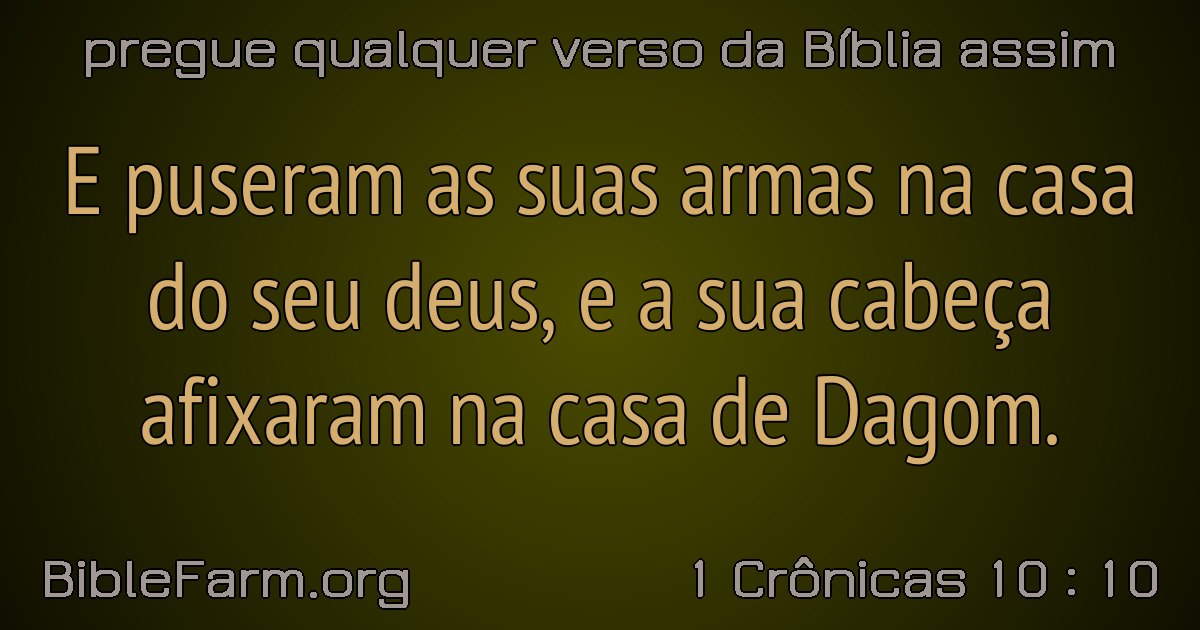 pregue qualquer verso da Bíblia assim
E puseram as suas armas na casa
do seu deus, e a sua cabeça
afixaram na casa de Dagom.
BibleFarm.org
1 Crônicas 10 : 10